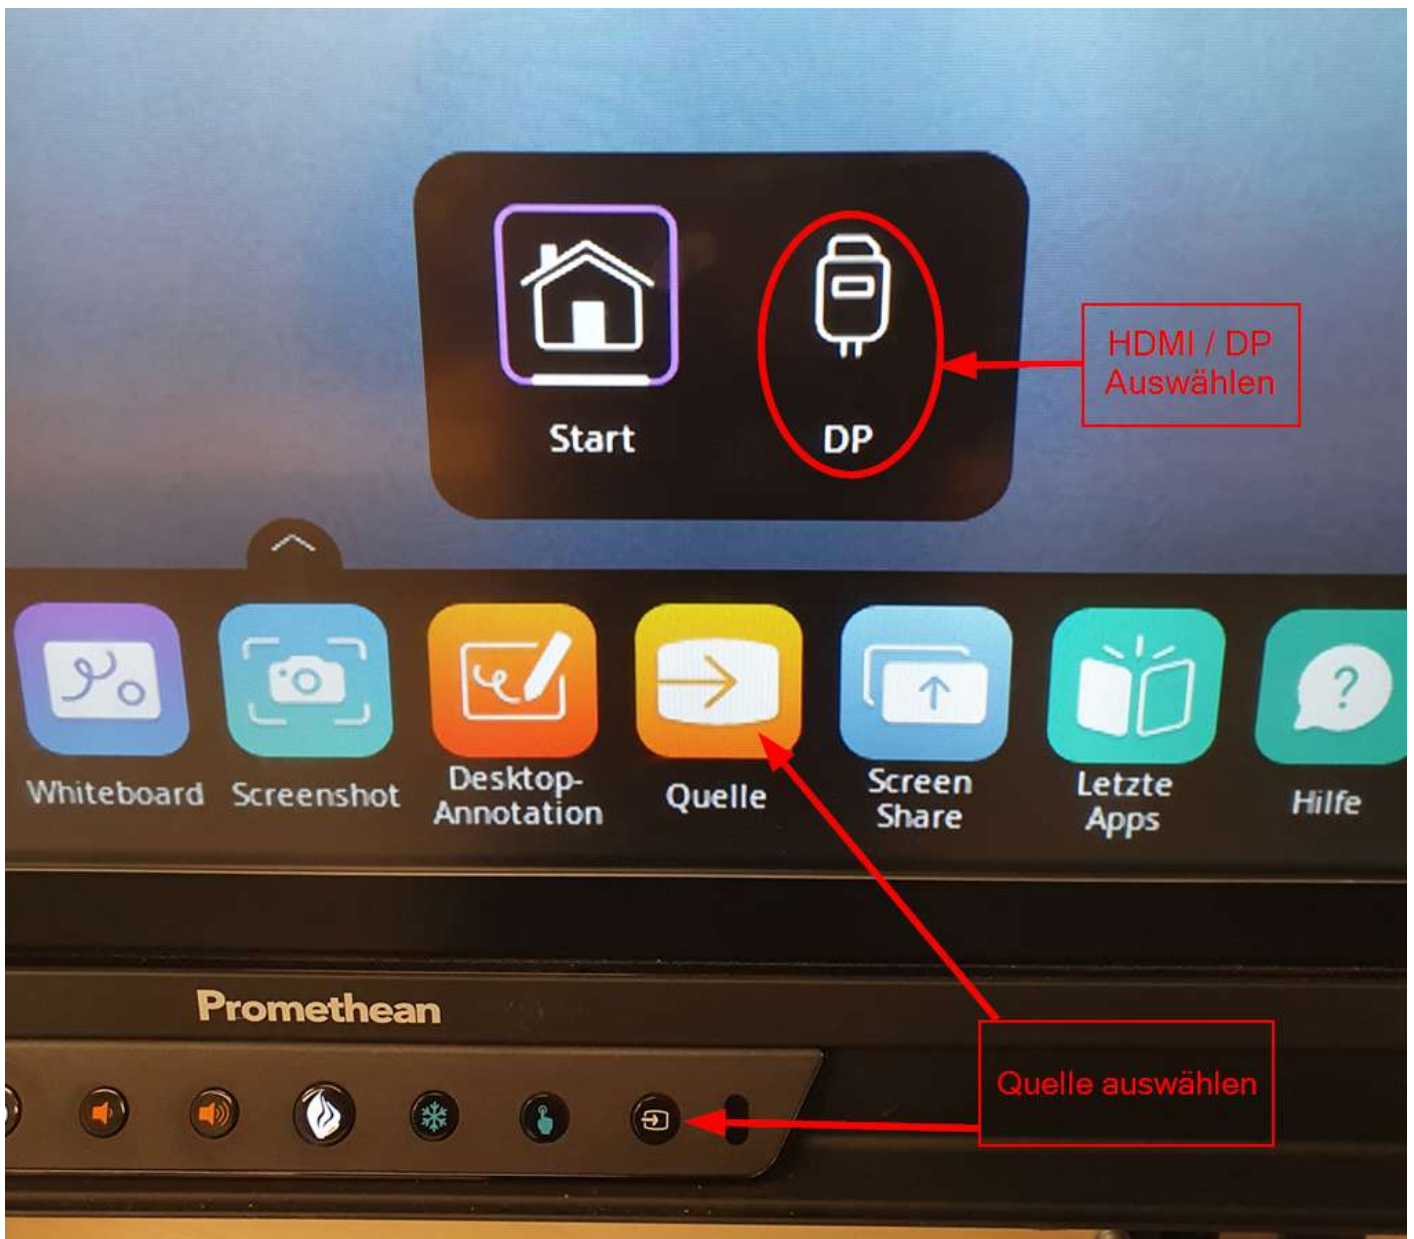 HDMI / DP
Auswählen
Start
DP
Whiteboard
Screenshot
Desktop-
Annotation
Quelle
Screen
Share
Letzte
Apps
?
Hilfe
Promethean
Quelle auswählen